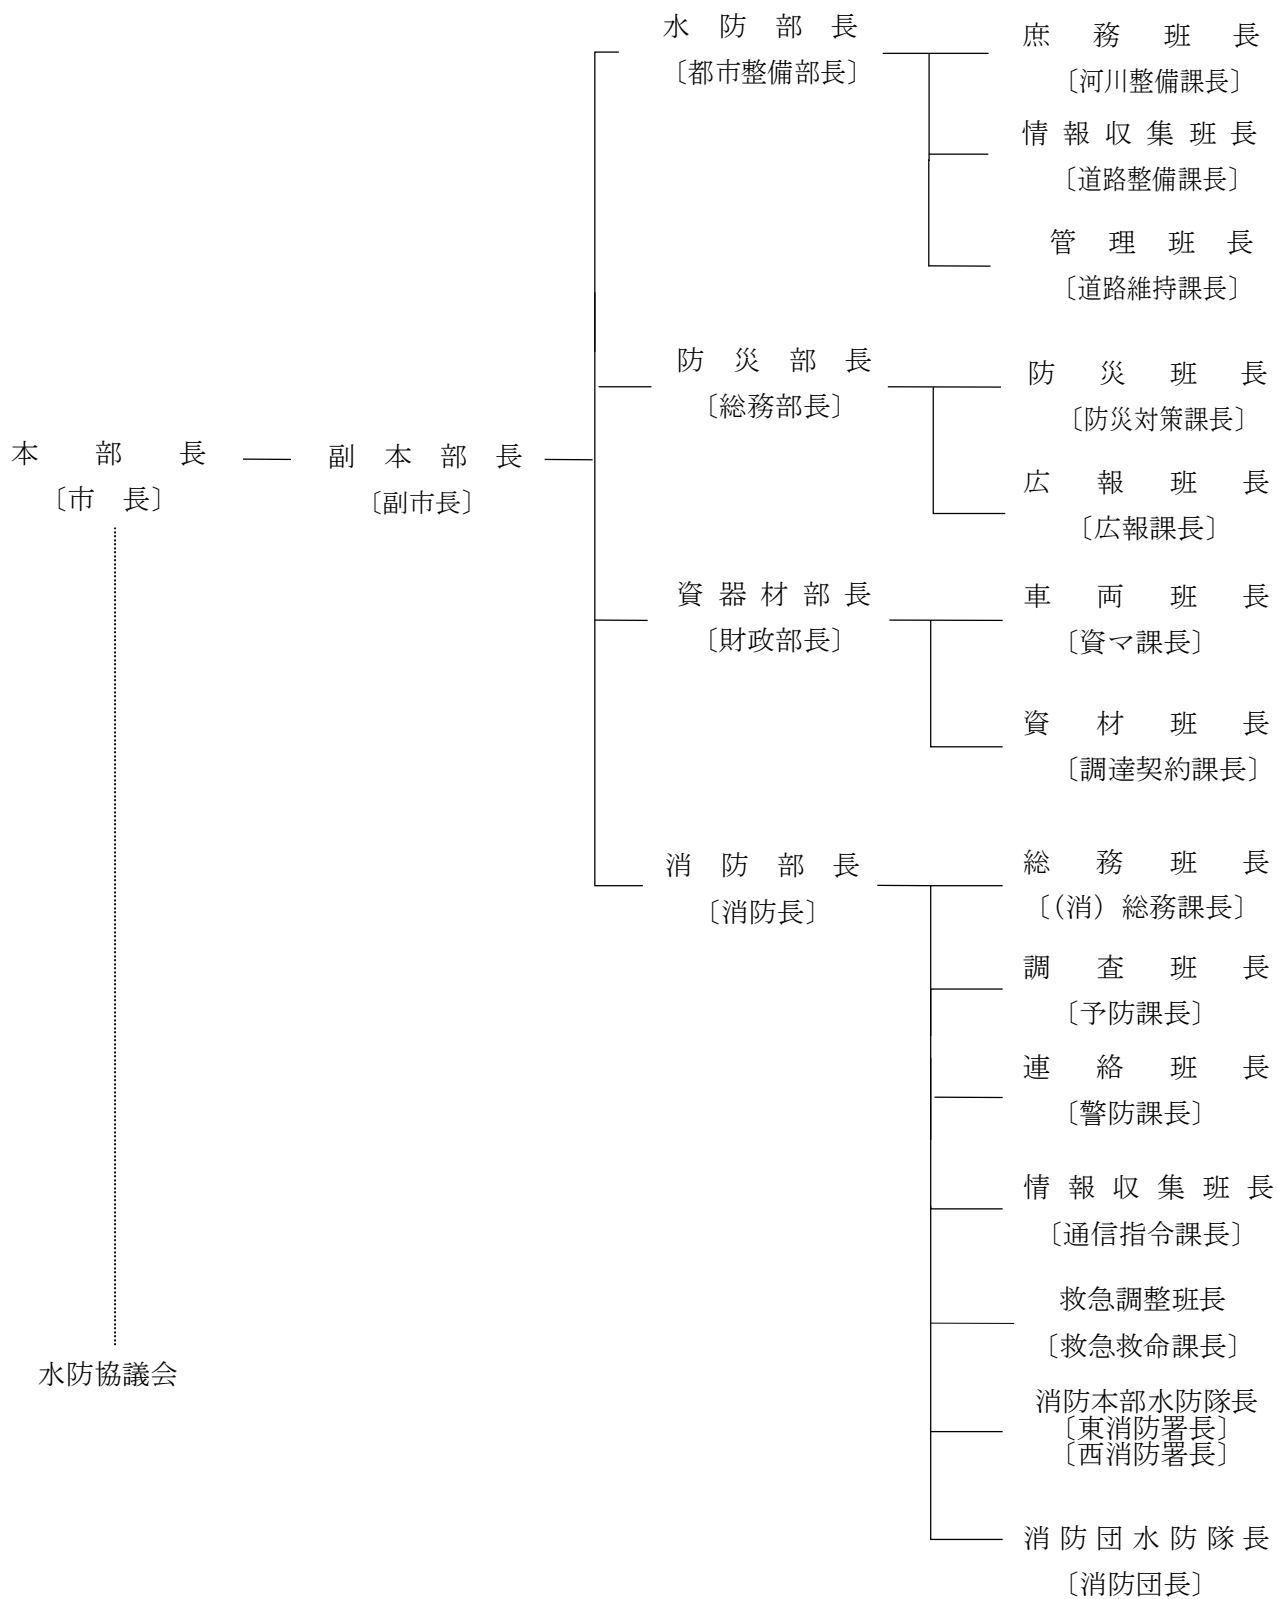 本部長
〔市　長〕
水防協議会
副本部長
〔副市長〕
水防部長
〔都市整備部長〕
庶務班長
〔河川整備課長〕
情報収集班長
〔道路整備課長〕
管理班長
〔道路維持課長〕
防災部長
〔総務部長〕
防災班長
〔防災対策課長〕
広報班長
〔広報課長〕
資器材部長
〔財政部長〕
車両班長
〔資マ課長〕
資材班長
〔調達契約課長〕
消防部長
〔消防長〕
総務班長
〔(消）総務課長〕
調査班長
〔予防課長〕
連絡班長
〔警防課長〕
情報収集班長
〔通信指令課長〕
救急調整班長
〔救急救命課長〕
消防本部水防隊長
〔東消防署長〕
〔西消防署長〕
消防団水防隊長
〔消防団長〕